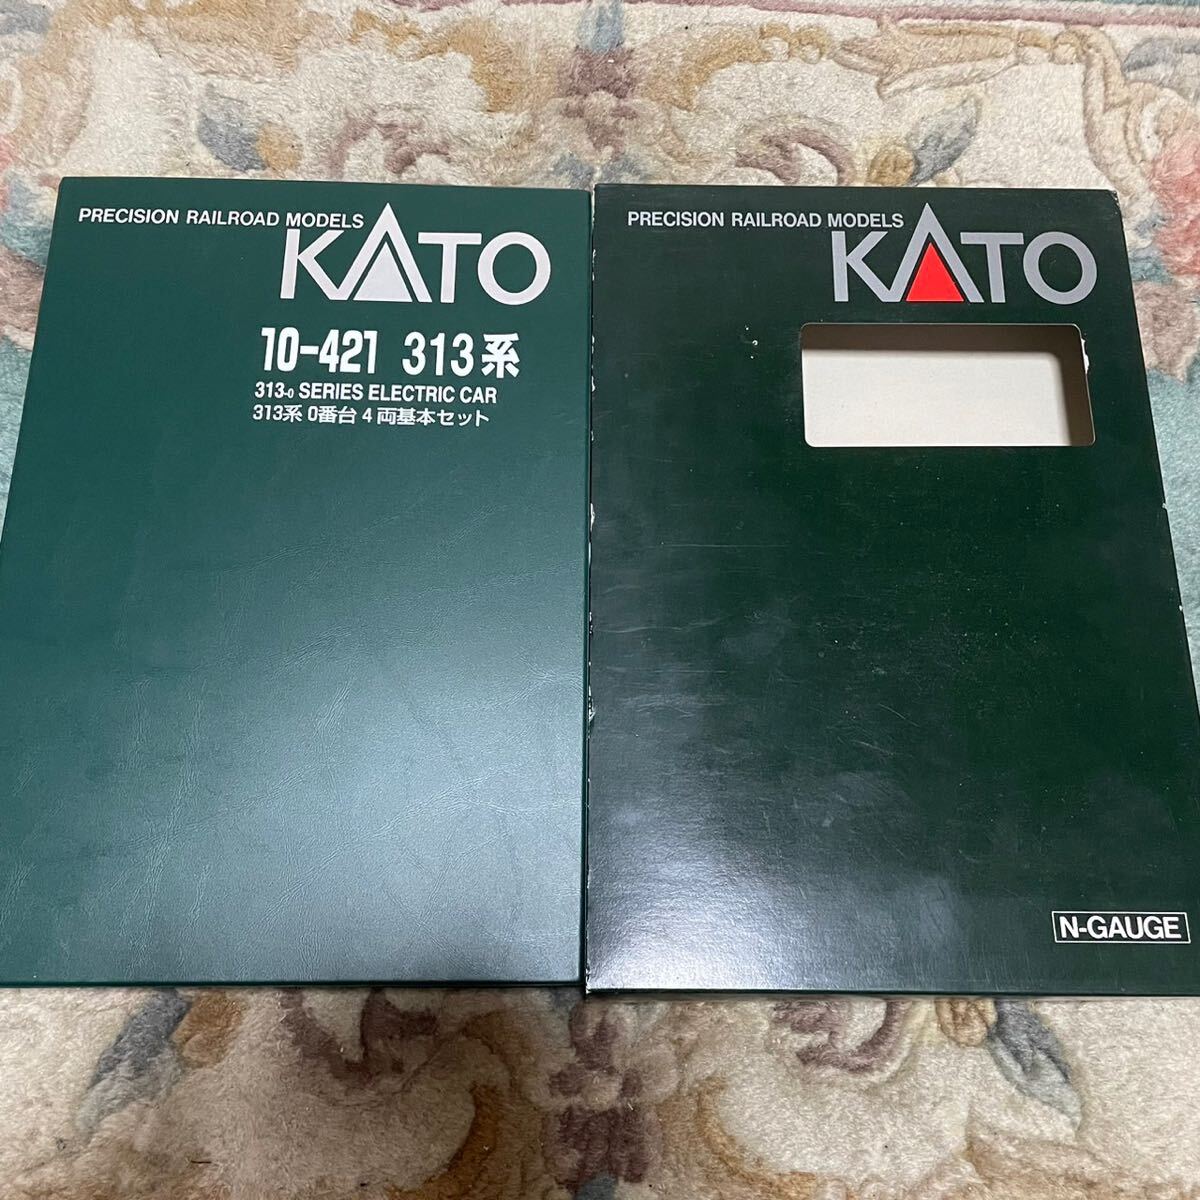 PRECISION RAILROAD MODELS
KATO
10-421 313系
313-0 SERIES ELECTRIC CAR
313系 0番台 4両基本セット
PRECISION RAILROAD MODELS
KATO
N-GAUGE